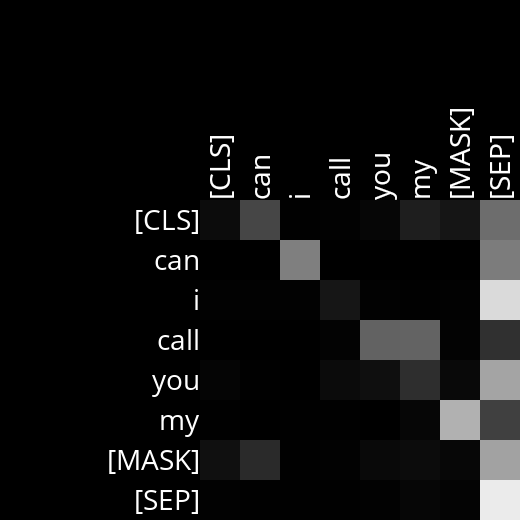 [CLS] can i call you my [MASK] [SEP]
[CLS]
can
i
call
you
my
[MASK]
[SEP]